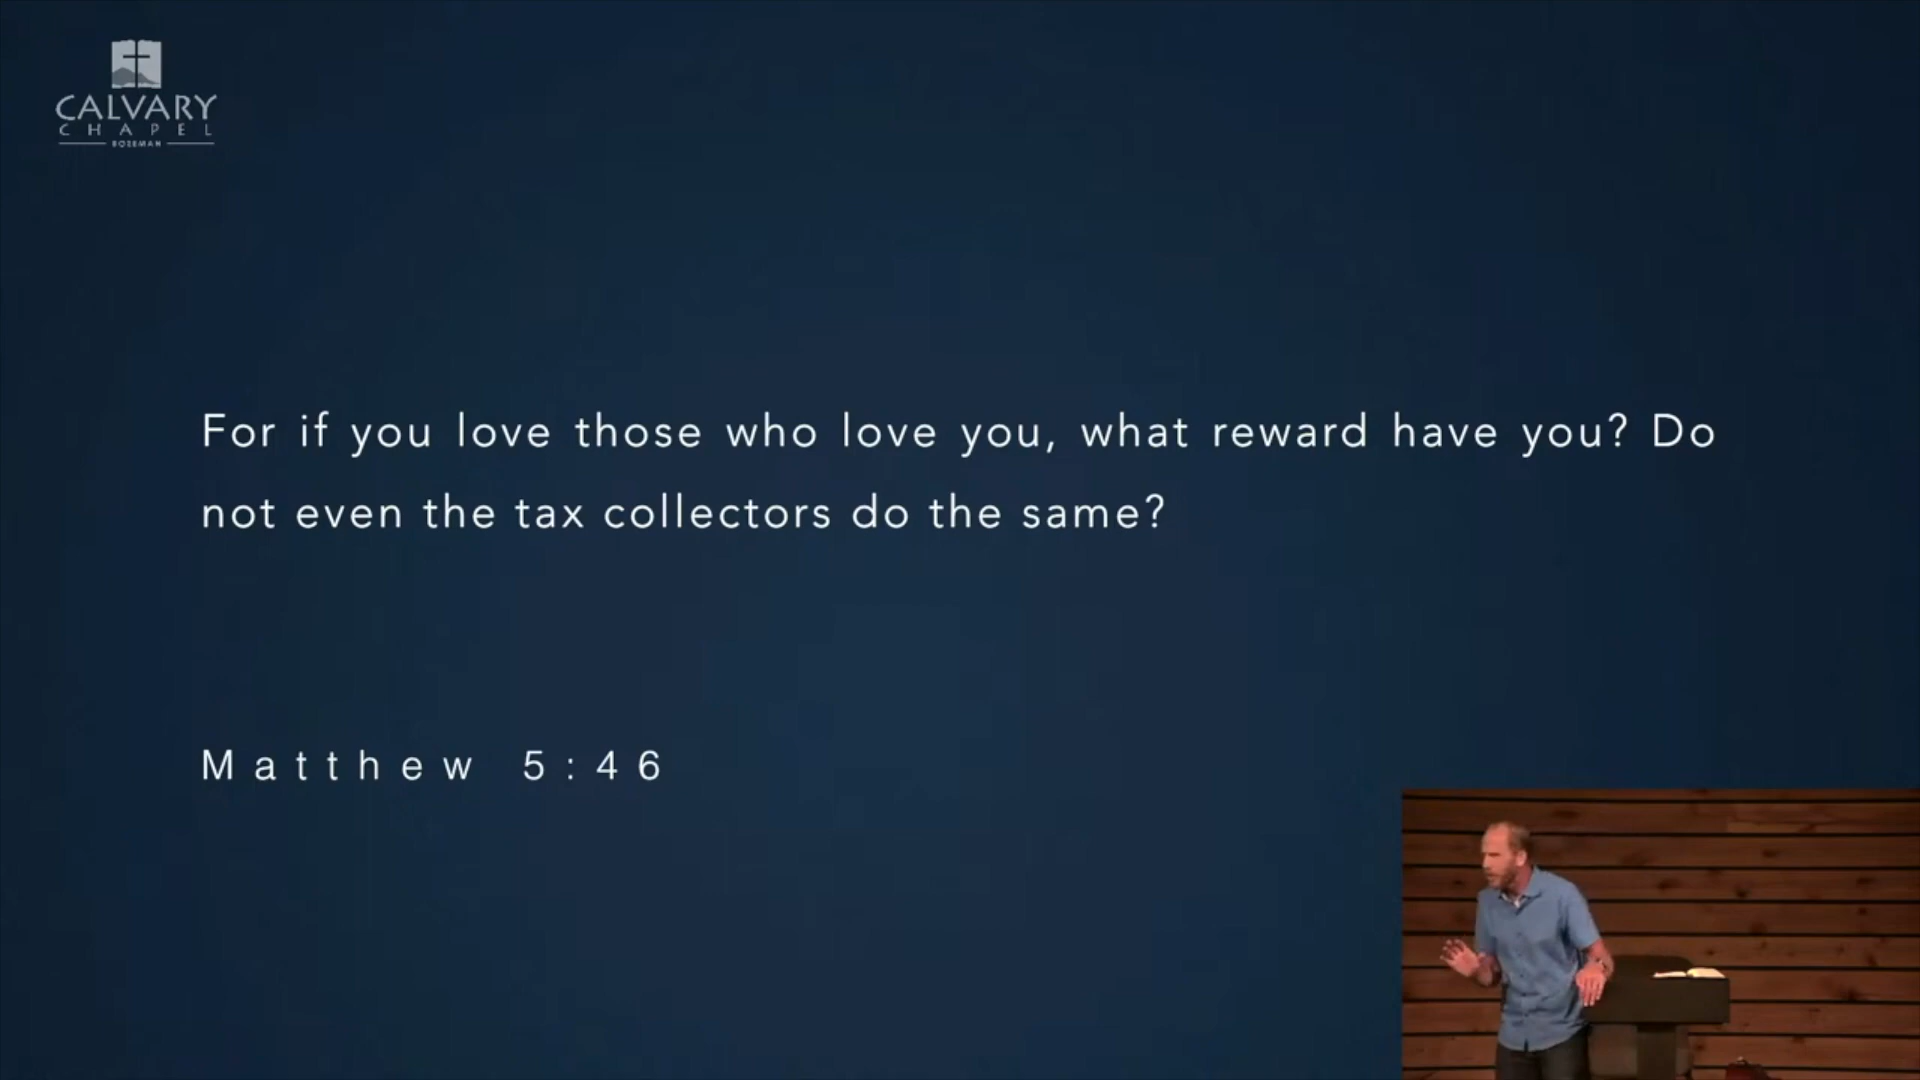 CALVARY
CHAPEL
BOZEMAN
For if you love those who love you, what reward have you? Do
not even the tax collectors do the same?
Matthew 5:46